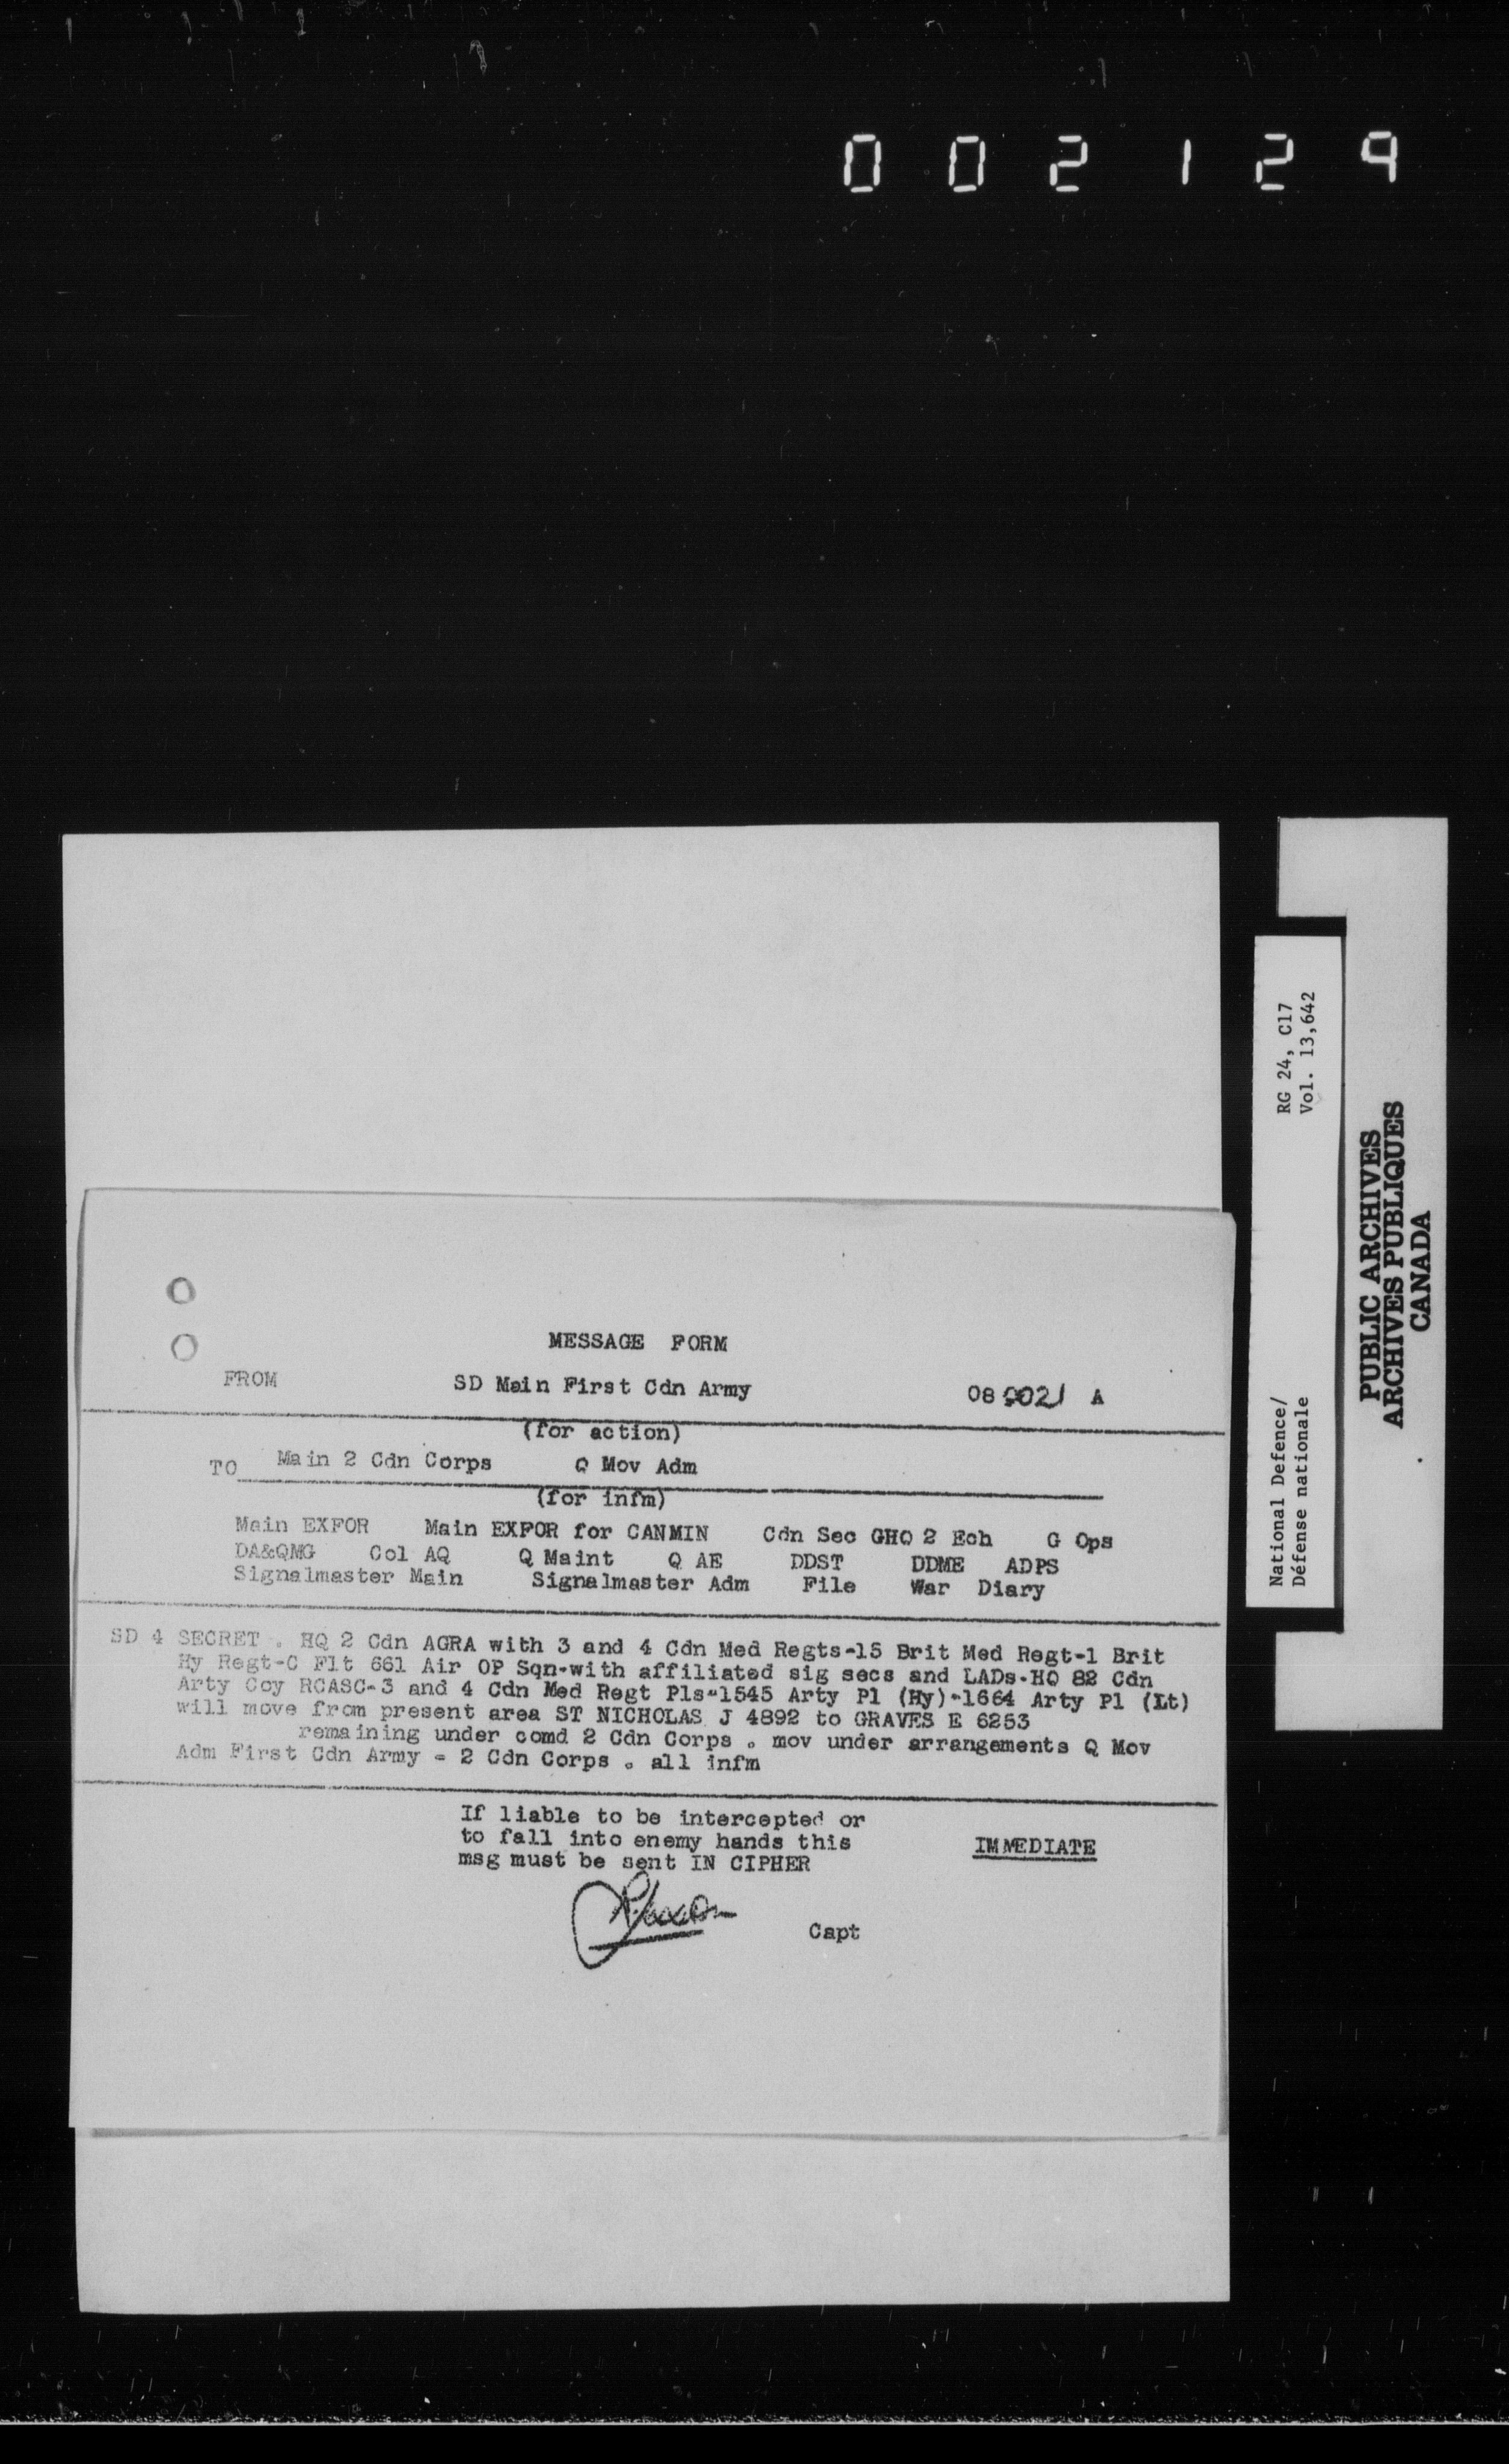 002129
MESSAGE FORM
FROM SD Main First Cdn Army 080021 A
(for action)
TO Main 2 Cdn Corps Q Mov Adm
(for infm)
Main EXFOR Main EXFOR for CANMIN Cdn Sec GHQ 2 Ech G Ops
DA&QMG Col AQ Q Maint Q AE DDST DDME ADPS
Signalmaster Main Signalmaster Adm File War Diary
SD 4 SECRET . HQ 2 Cdn AGRA with 3 and 4 Cdn Med Regts-15 Brit Med Regt-1 Brit
Hy Regt-C Flt 661 Air OP Sqn-with affiliated sig secs and LADs-HQ 82 Cdn
Arty Coy RCASC-3 and 4 Cdn Med Regt Pls-1545 Arty Pl (Hy)-1664 Arty Pl (Lt)
will move from present area ST NICHOLAS J 4892 to GRAVES E 6253
remaining under comd 2 Cdn Corps . mov under arrangements Q Mov
Adm First Cdn Army - 2 Cdn Corps . all infm
If liable to be intercepted or
to fall into enemy hands this
msg must be sent IN CIPHER
IMMEDIATE
Capt
National Defence/
Défense nationale
RG 24, C17
Vol. 13,642
PUBLIC ARCHIVES
ARCHIVES PUBLIQUES
CANADA